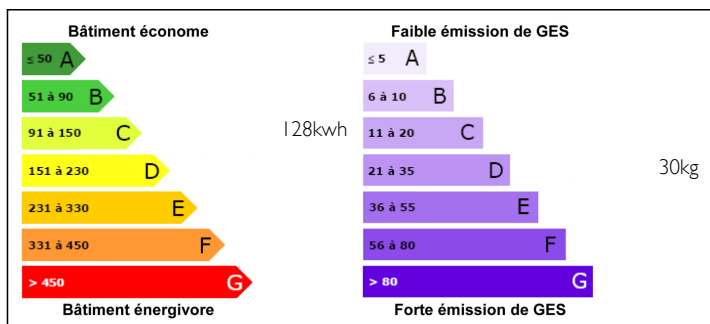 Bâtiment économe
≤ 50 A
51 à 90 B
91 à 150 C
128kwh
151 à 230 D
231 à 330 E
331 à 450 F
> 450 G
Bâtiment énergivore
Faible émission de GES
≤ 5 A
6 à 10 B
11 à 20 C
21 à 35 D
30kg
36 à 55 E
56 à 80 F
> 80 G
Forte émission de GES